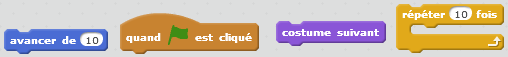 avancer de 10
quand est cliqué
costume suivant
répéter 10 fois